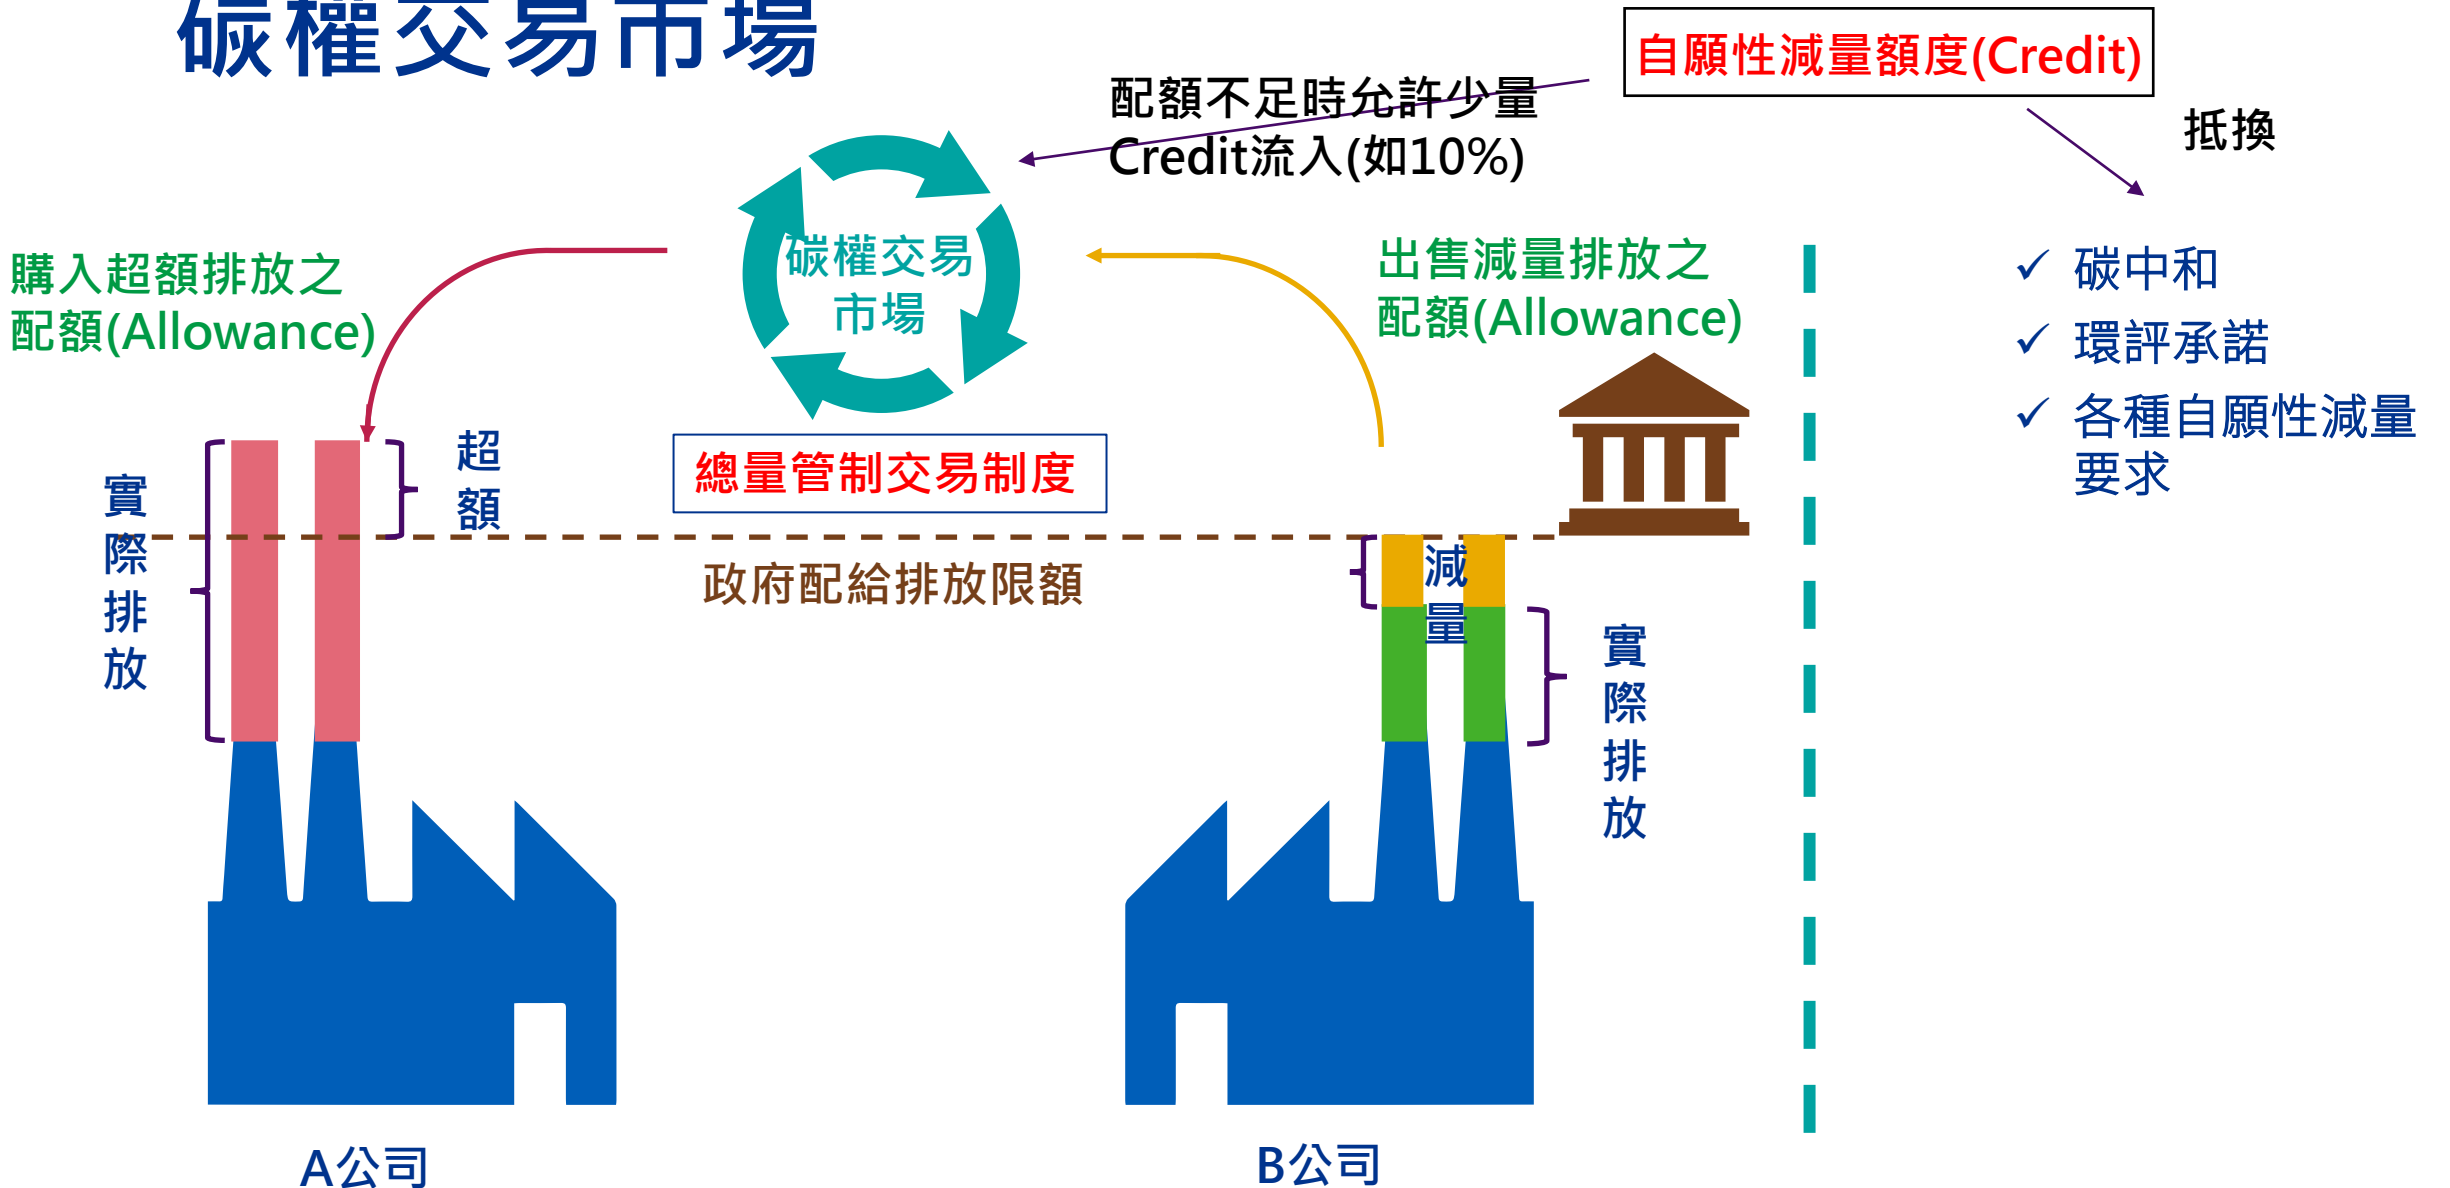 碳權交易市場
自願性減量額度(Credit)
配額不足時允許少量
Credit流入(如10%)
抵換
購入超額排放之
配額(Allowance)
碳權交易
市場
出售減量排放之
配額(Allowance)
碳中和
環評承諾
各種自願性減量
要求
總量管制交易制度
超
額
實
際
排
放
政府配給排放限額
減
量
實
際
排
放
A公司
B公司